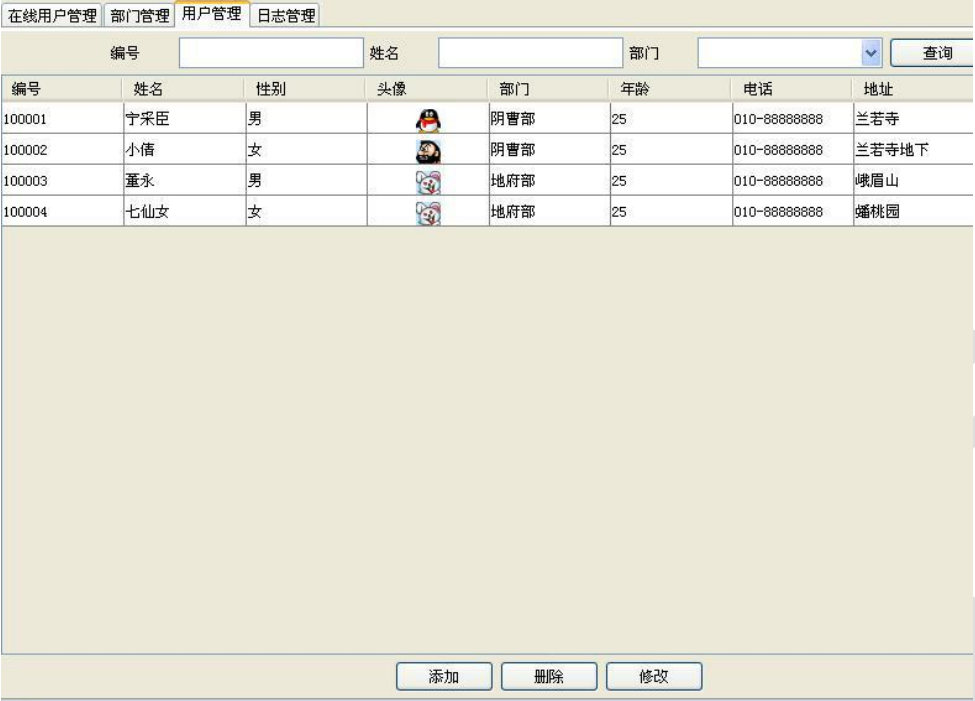 在线用户管理 部门管理 用户管理 日志管理
编号 姓名 部门 查询
编号 姓名 性别 头像 部门 年龄 电话 地址
100001 宁采臣 男 阴曹部 25 010-88888888 兰若寺
100002 小倩 女 阴曹部 25 010-88888888 兰若寺地下
100003 董永 男 地府部 25 010-88888888 峨眉山
100004 七仙女 女 地府部 25 010-88888888 蟠桃园
添加 删除 修改